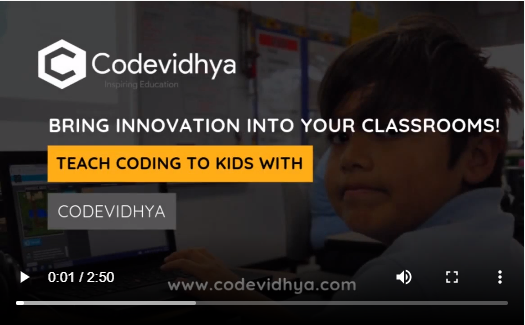 Codevidhya
Inspiring Education
BRING INNOVATION INTO YOUR CLASSROOMS!
TEACH CODING TO KIDS WITH
CODEVIDHYA
0:01 / 2:50
www.codevidhya.com